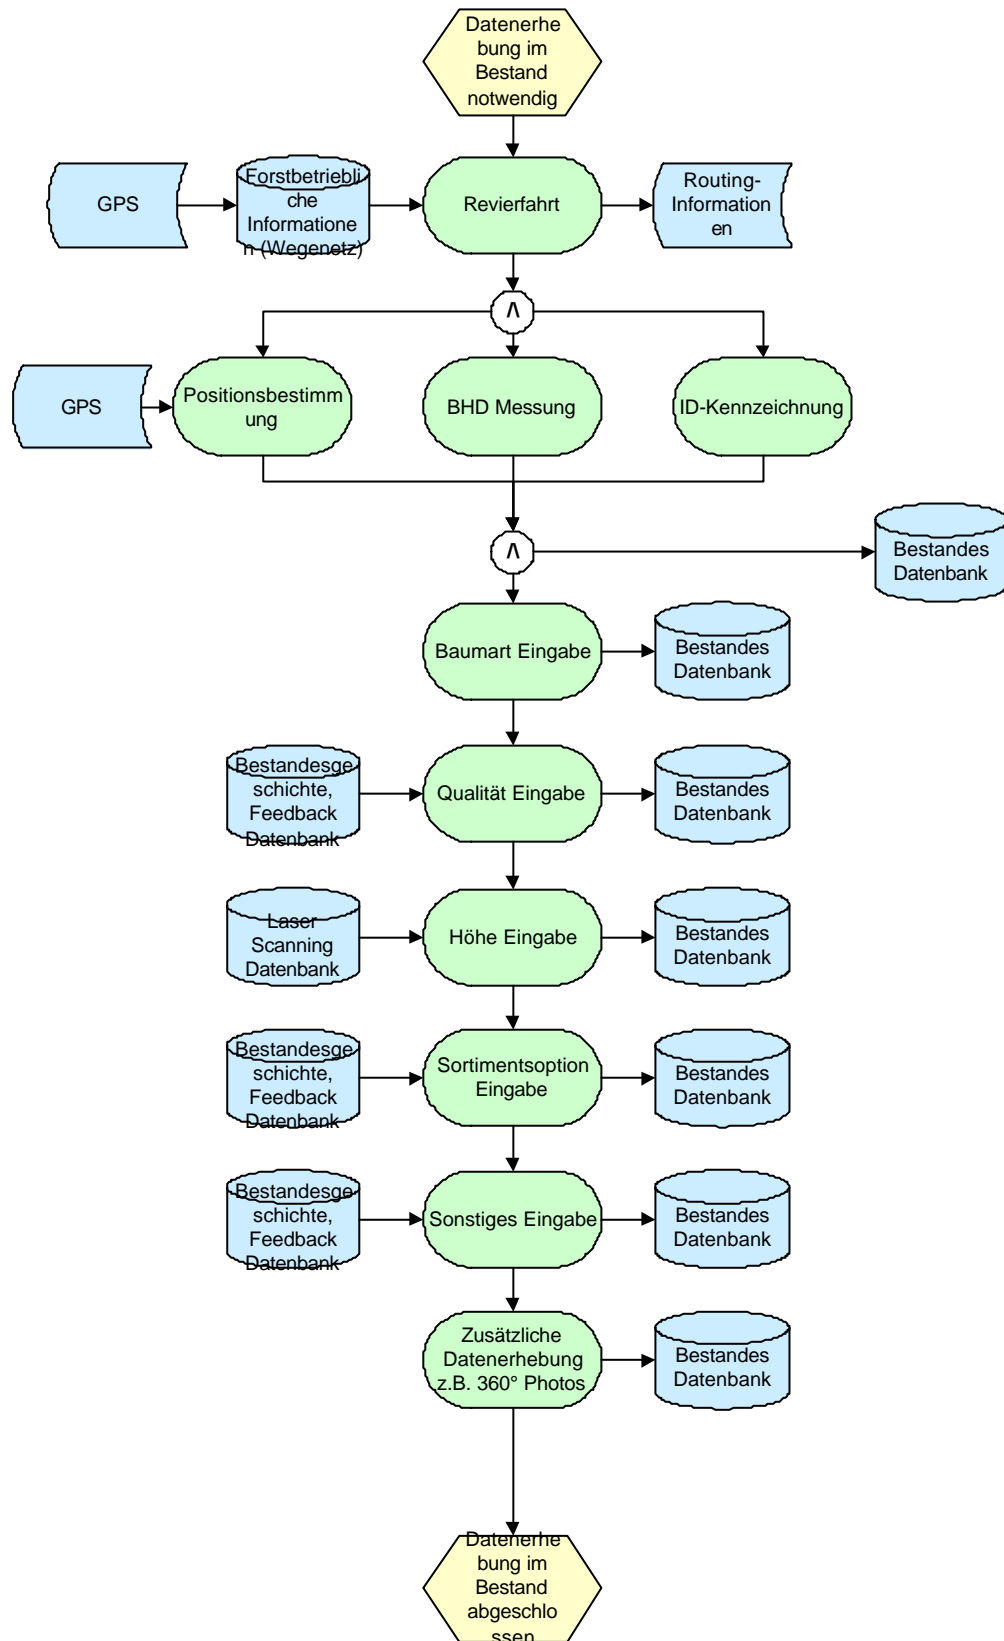 Datenerhe
bung im
Bestand
notwendig
GPS
Forstbetriebli
che
Informatione
n (Wegenetz)
Revierfahrt
Routing-
Information
en
Λ
GPS
Positionsbestimm
ung
BHD Messung
ID-Kennzeichnung
Λ
Bestandes
Datenbank
Baumart Eingabe
Bestandes
Datenbank
Bestandesge
schichte,
Feedback
Datenbank
Qualität Eingabe
Bestandes
Datenbank
Laser
Scanning
Datenbank
Höhe Eingabe
Bestandes
Datenbank
Bestandesge
schichte,
Feedback
Datenbank
Sortimentsoption
Eingabe
Bestandes
Datenbank
Bestandesge
schichte,
Feedback
Datenbank
Sonstiges Eingabe
Bestandes
Datenbank
Zusätzliche
Datenerhebung
z.B. 360° Photos
Bestandes
Datenbank
Datenerhe
bung im
Bestand
abgeschlo
ssen